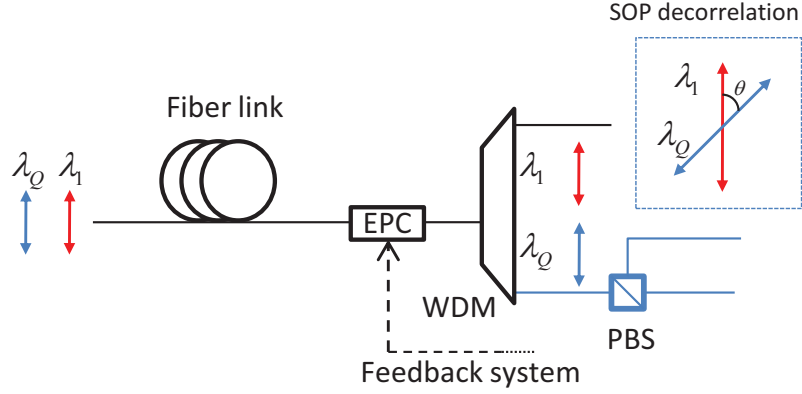 SOP decorrelation
λ1
θ
λQ
Fiber link
λQ λ1
EPC
λ1
λQ
WDM
PBS
Feedback system